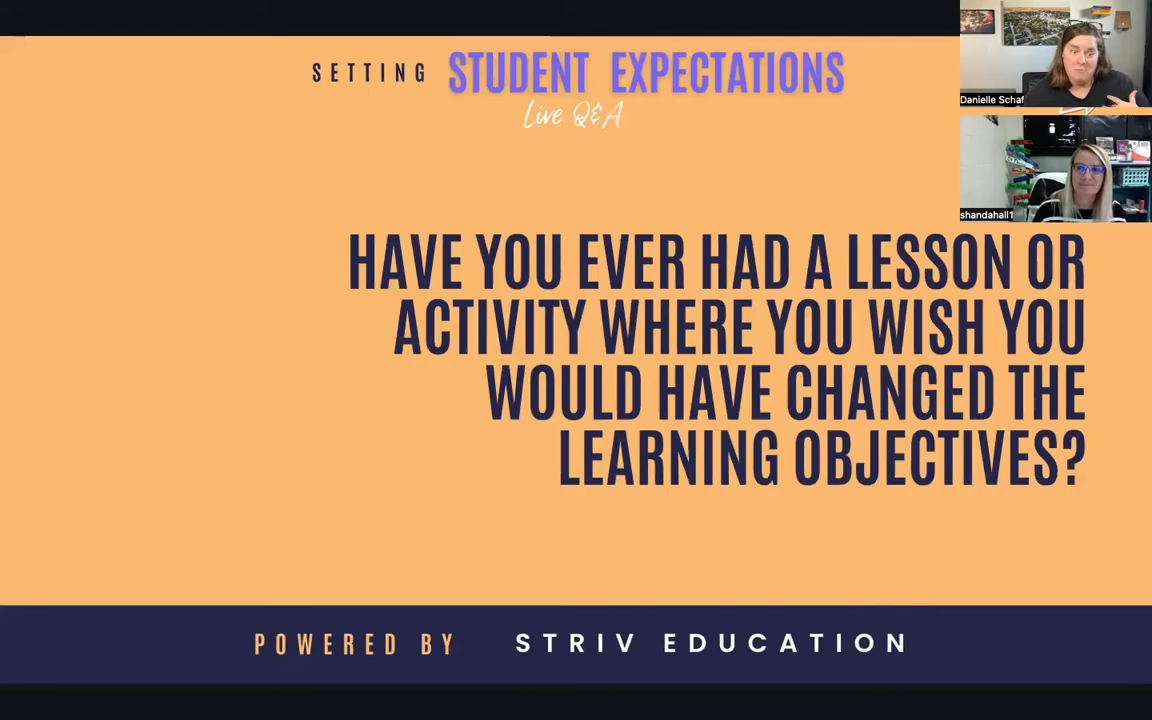 SETTING STUDENT EXPECTATIONS
Live Q&A
Danielle Schaf
shandahall1
HAVE YOU EVER HAD A LESSON OR
ACTIVITY WHERE YOU WISH YOU
WOULD HAVE CHANGED THE
LEARNING OBJECTIVES?
POWERED BY STRIV EDUCATION